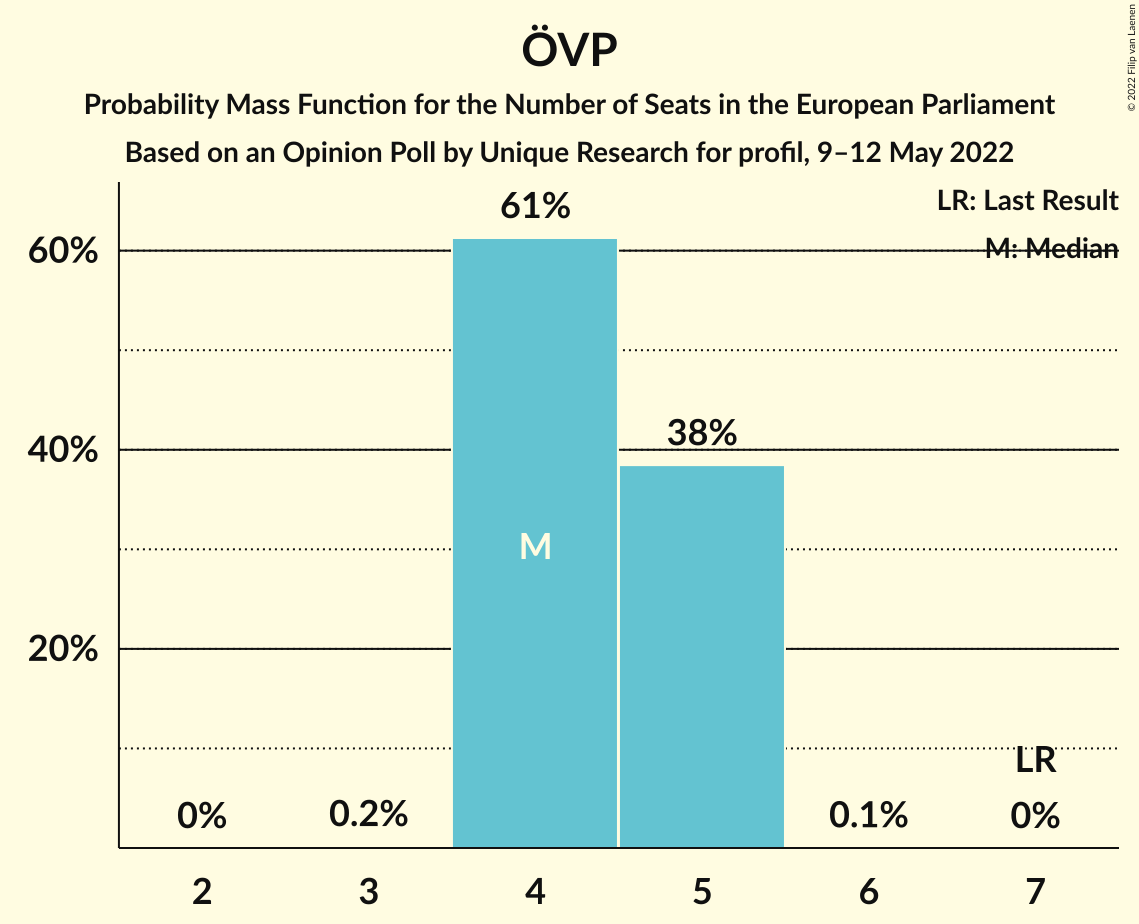 ÖVP
Probability Mass Function for the Number of Seats in the European Parliament
Based on an Opinion Poll by Unique Research for profil, 9–12 May 2022
© 2022 Filip van Laenen
LR: Last Result
M: Median
61%
60%
38%
40%
M
20%
LR
0%
0.2%
0.1%
0%
2
3
4
5
6
7